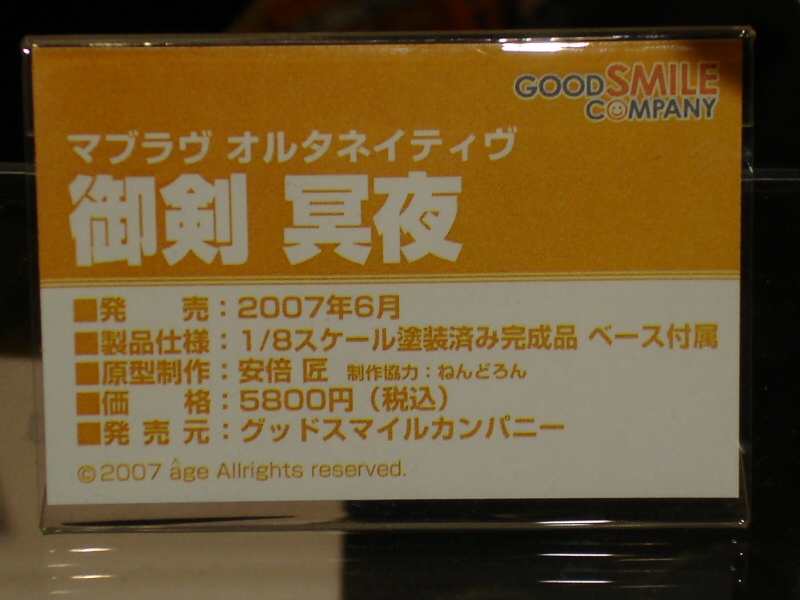 GOODSMILE
COMPANY
マブラヴ オルタネイティヴ
御剣 冥夜
■発　　売：2007年6月
■製品仕様：1/8スケール塗装済み完成品 ベース付属
■原型制作：安倍 匠 制作協力：ねんどろん
■価　　格：5800円（税込）
■発 売 元：グッドスマイルカンパニー
©2007 âge Allrights reserved.